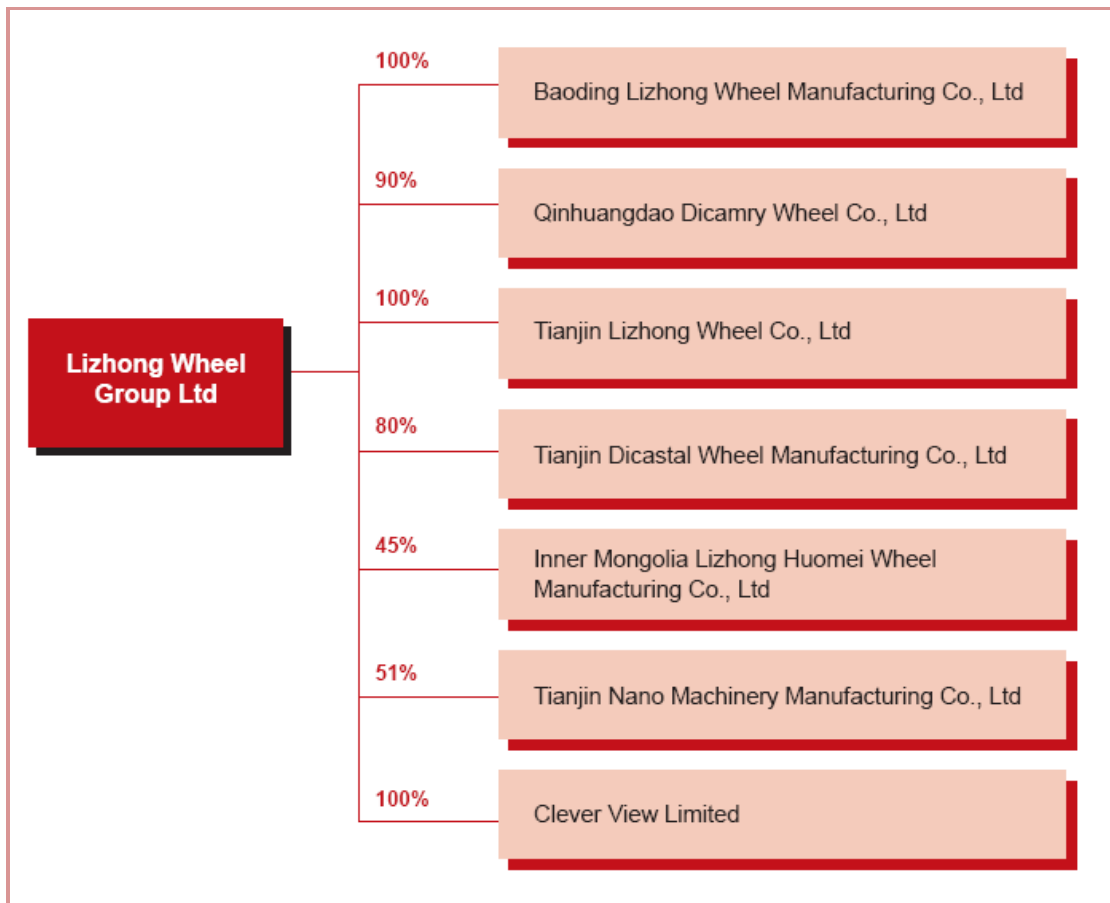 Lizhong Wheel
Group Ltd
100%
Baoding Lizhong Wheel Manufacturing Co., Ltd
90%
Qinhuangdao Dicamry Wheel Co., Ltd
100%
Tianjin Lizhong Wheel Co., Ltd
80%
Tianjin Dicastal Wheel Manufacturing Co., Ltd
45%
Inner Mongolia Lizhong Huomei Wheel
Manufacturing Co., Ltd
51%
Tianjin Nano Machinery Manufacturing Co., Ltd
100%
Clever View Limited